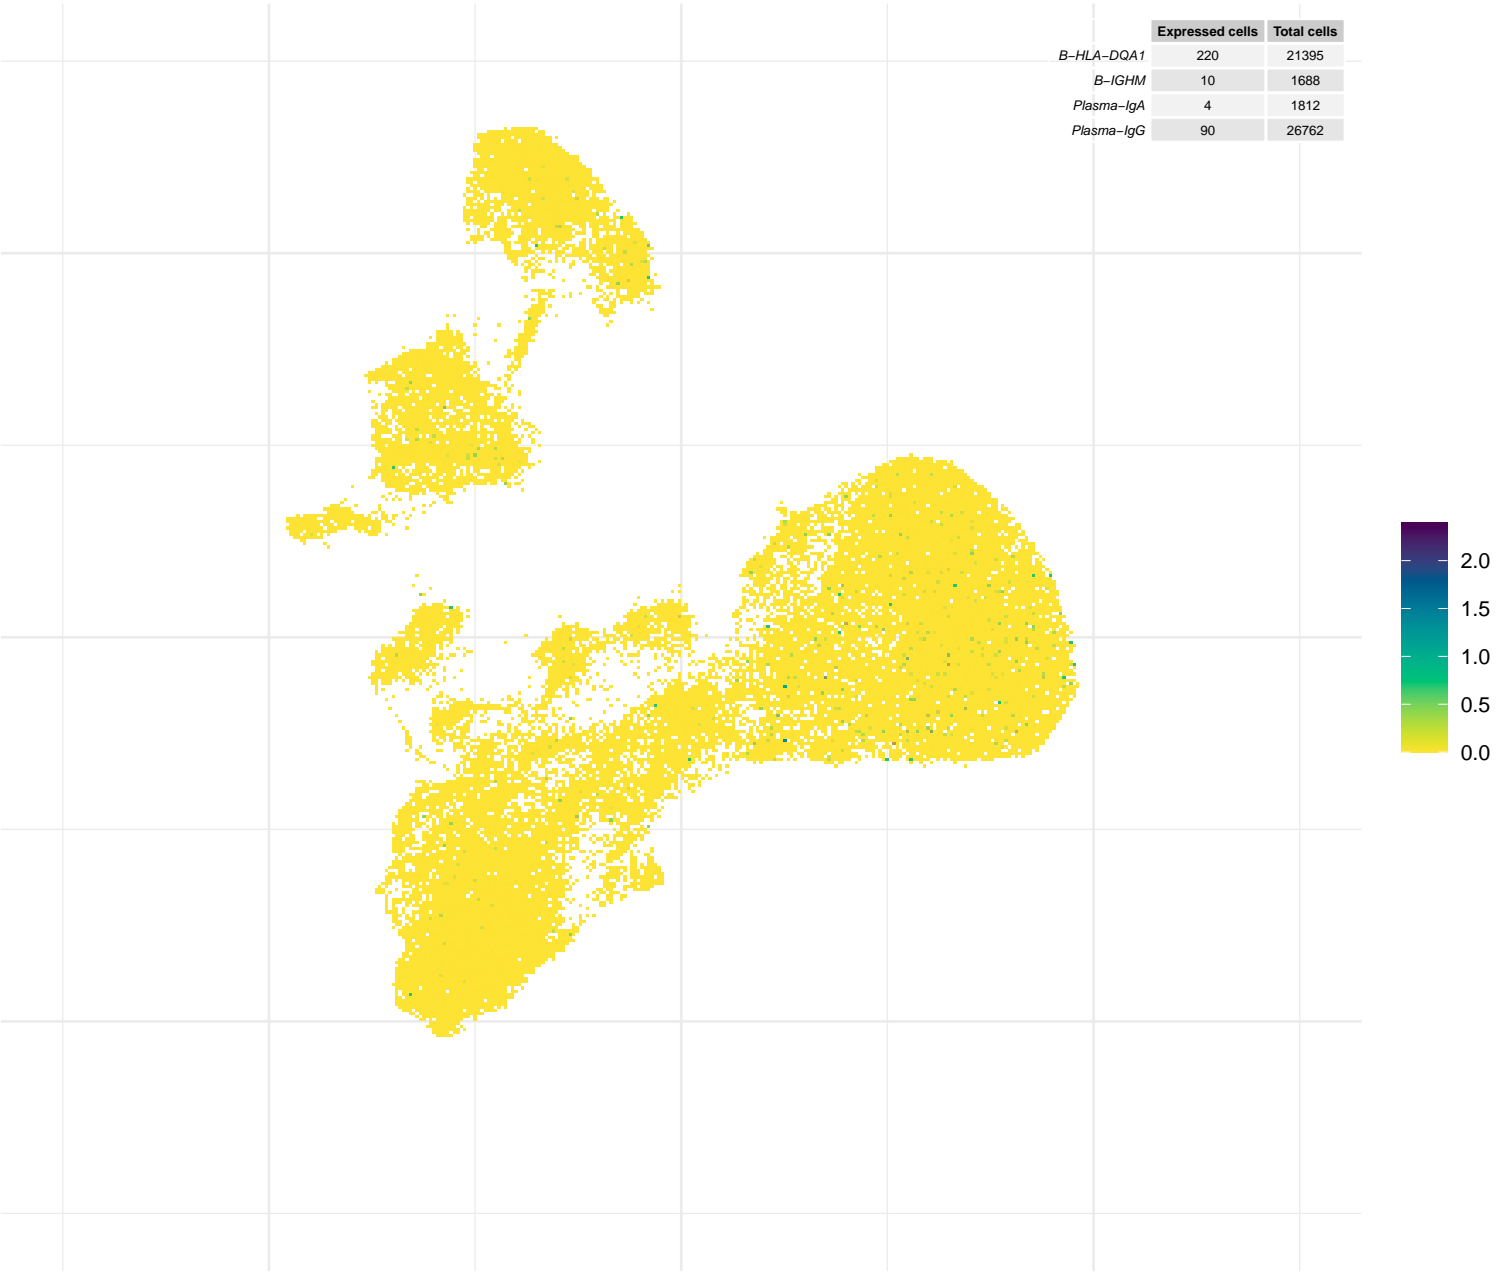 Expressed cells Total cells
B−HLA−DQA1 220 21395
B−IGHM 10 1688
Plasma−IgA 4 1812
Plasma−IgG 90 26762
2.0
1.5
1.0
0.5
0.0